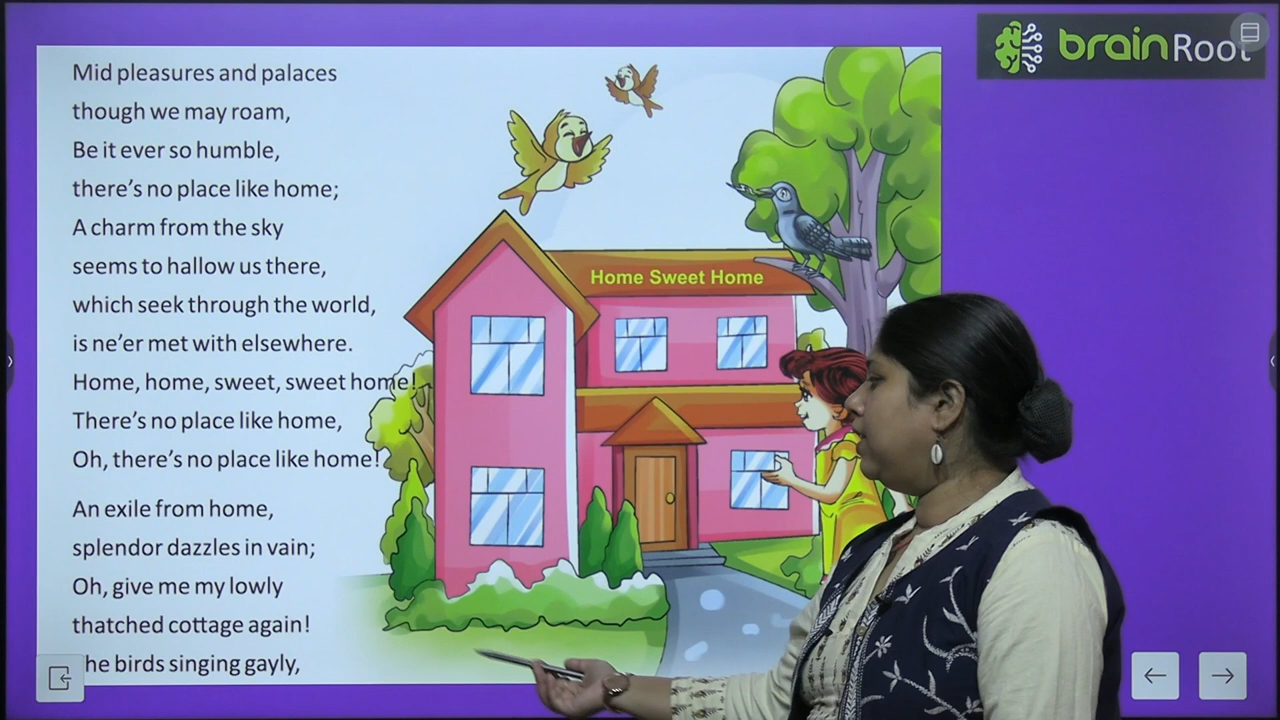 Mid pleasures and palaces
though we may roam,
Be it ever so humble,
there's no place like home;
A charm from the sky
seems to hallow us there,
which seek through the world,
is ne'er met with elsewhere.
Home, home, sweet, sweet home!
There's no place like home,
Oh, there's no place like home!
An exile from home,
splendor dazzles in vain;
Oh, give me my lowly
thatched cottage again!
he birds singing gayly,
Home Sweet Home
brainRoot